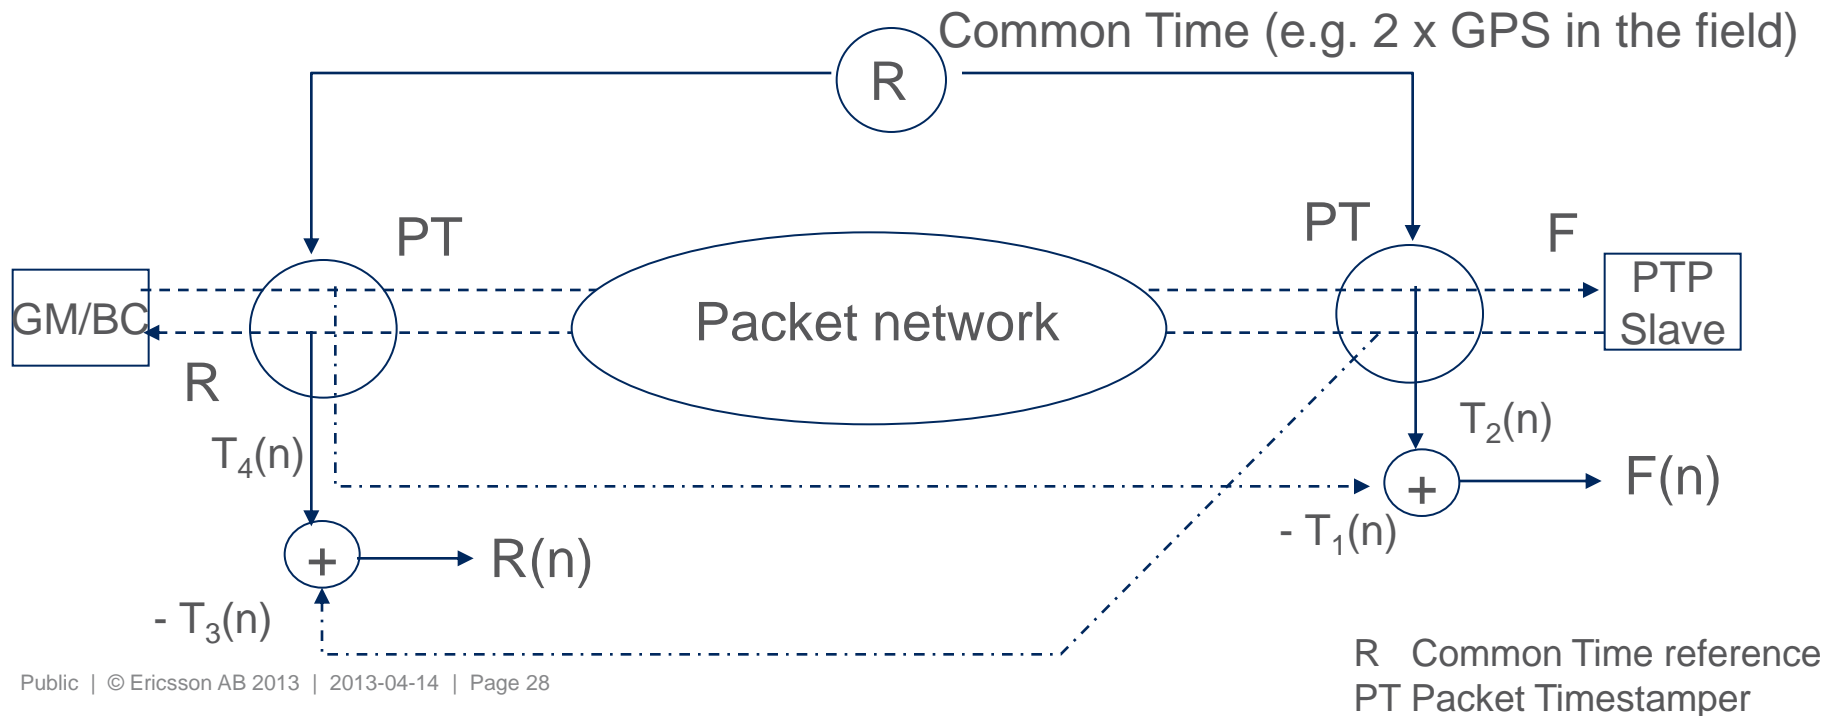 Common Time (e.g. 2 x GPS in the field)
R
PT
PT
F
GM/BC
Packet network
PTP
Slave
R
T4(n)
T2(n)
+
F(n)
- T1(n)
+
R(n)
- T3(n)
R Common Time reference
PT Packet Timestamper
Public | © Ericsson AB 2013 | 2013-04-14 | Page 28